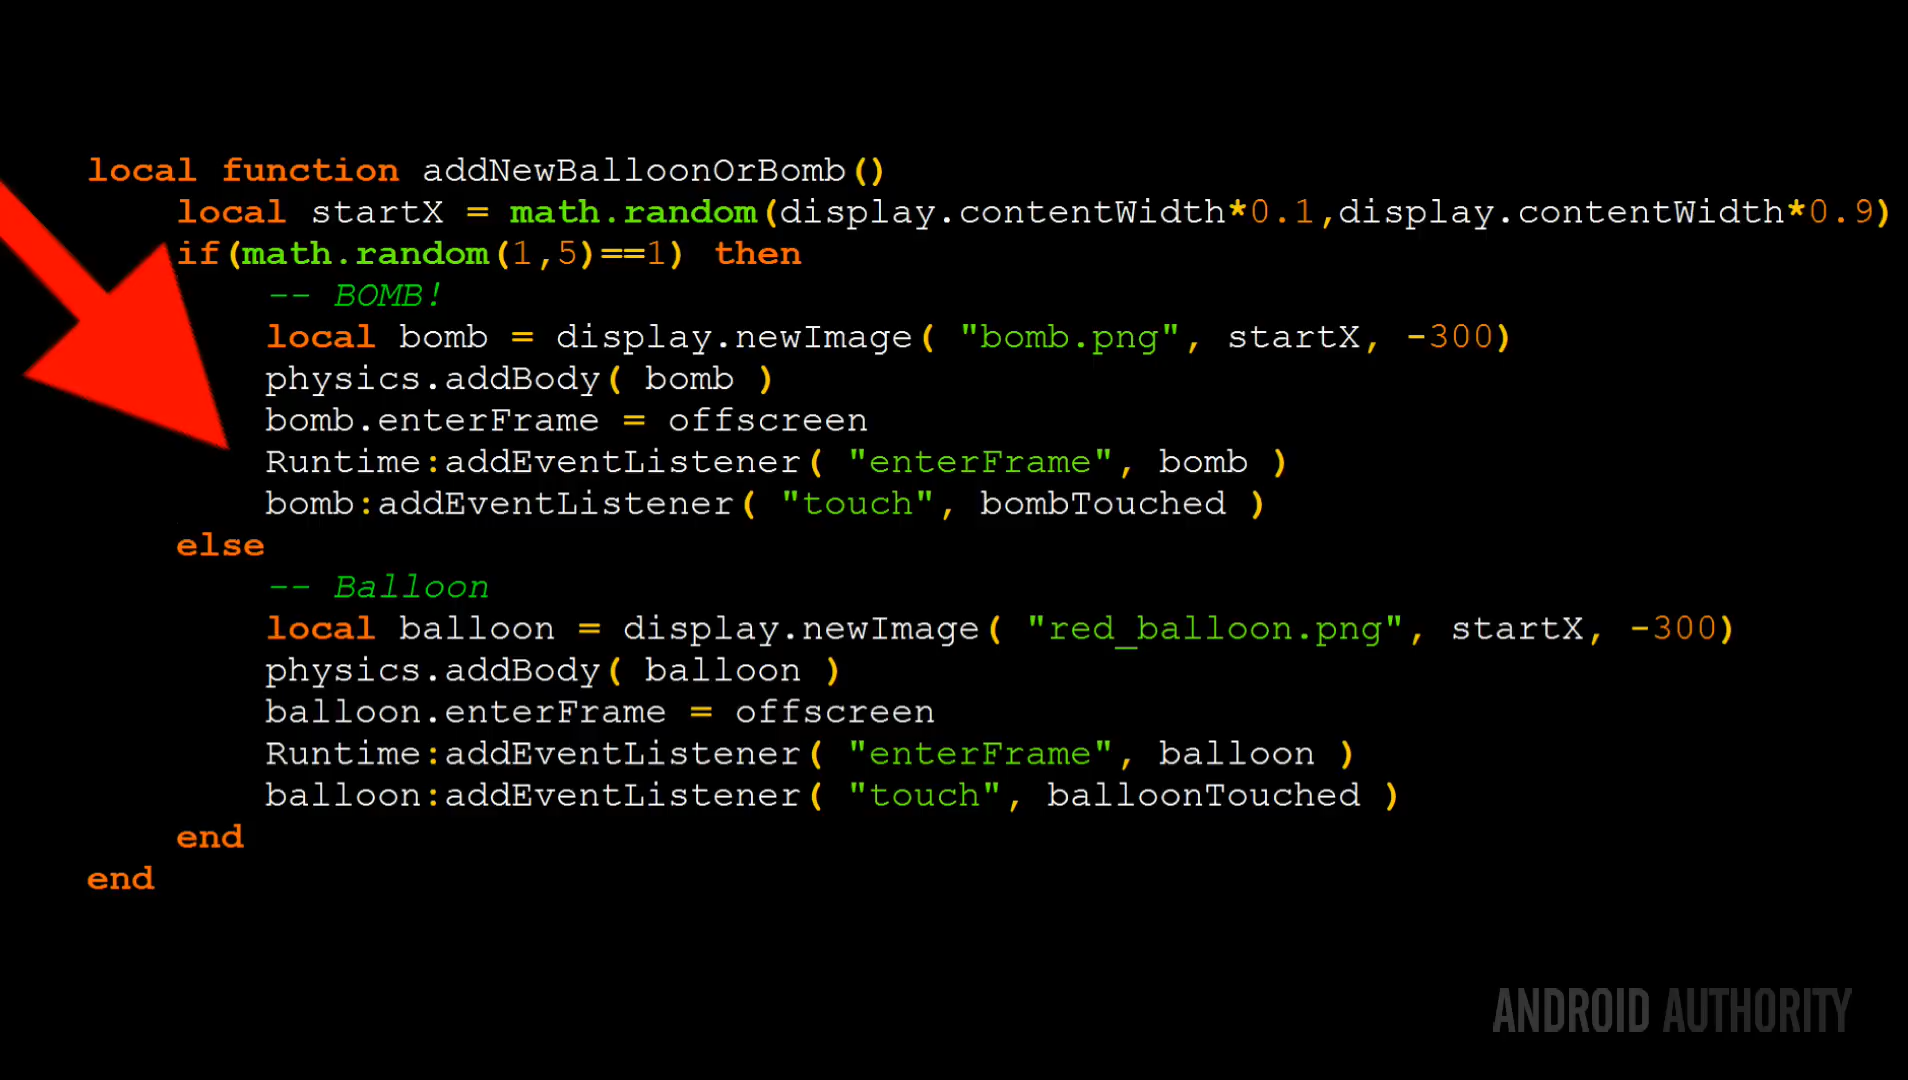 local function addNewBalloonOrBomb()
    local startX = math.random(display.contentWidth*0.1,display.contentWidth*0.9)
    if(math.random(1,5)==1) then
        -- BOMB!
        local bomb = display.newImage( "bomb.png", startX, -300)
        physics.addBody( bomb )
        bomb.enterFrame = offscreen
        Runtime:addEventListener( "enterFrame", bomb )
        bomb:addEventListener( "touch", bombTouched )
    else
        -- Balloon
        local balloon = display.newImage( "red_balloon.png", startX, -300)
        physics.addBody( balloon )
        balloon.enterFrame = offscreen
        Runtime:addEventListener( "enterFrame", balloon )
        balloon:addEventListener( "touch", balloonTouched )
    end
end
ANDROID AUTHORITY